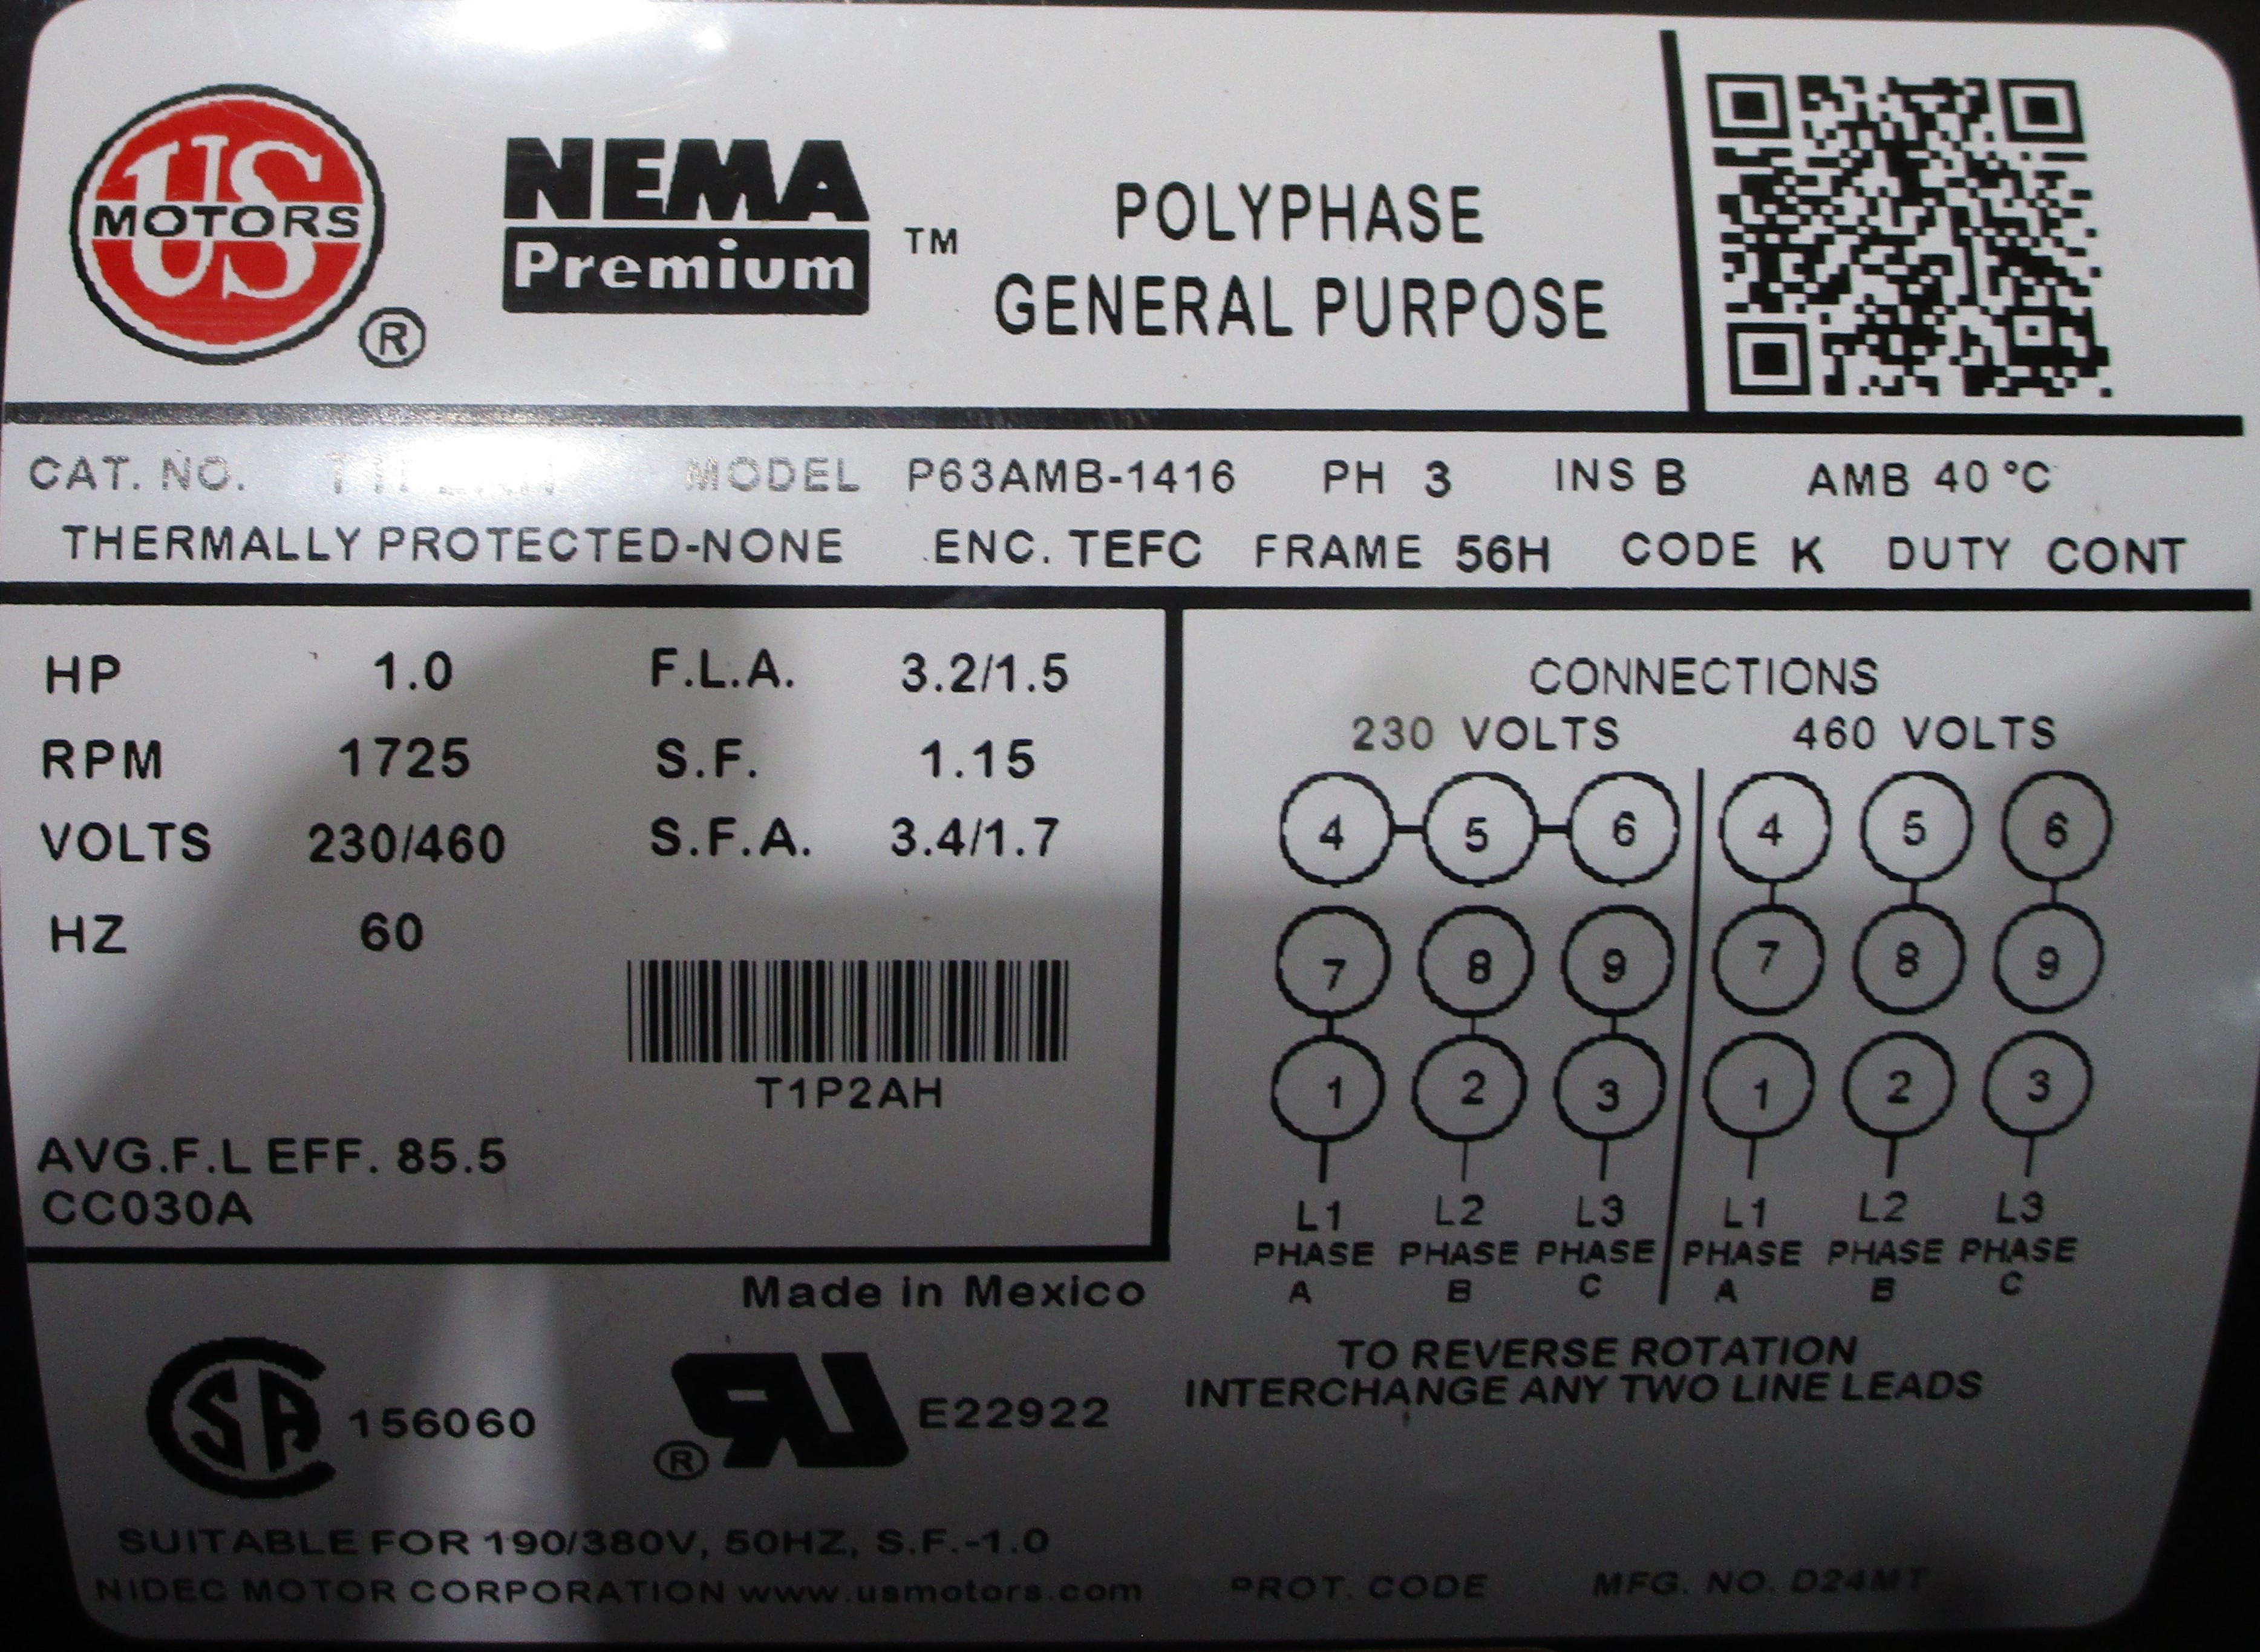 US
MOTORS
®
NEMA
Premium ™
POLYPHASE
GENERAL PURPOSE
CAT. NO. MODEL P63AMB-1416 PH 3 INS B AMB 40 °C
THERMALLY PROTECTED-NONE ENC. TEFC FRAME 56H CODE K DUTY CONT
HP 1.0 F.L.A. 3.2/1.5
RPM 1725 S.F. 1.15
VOLTS 230/460 S.F.A. 3.4/1.7
HZ 60
T1P2AH
AVG.F.L EFF. 85.5
CC030A
CONNECTIONS
230 VOLTS 460 VOLTS
4 5 6 4 5 6
7 8 9 7 8 9
1 2 3 1 2 3
L1 L2 L3 L1 L2 L3
PHASE PHASE PHASE PHASE PHASE PHASE
A B C A B C
TO REVERSE ROTATION
INTERCHANGE ANY TWO LINE LEADS
Made in Mexico
SA 156060 ® RU E22922
SUITABLE FOR 190/380V, 50HZ, S.F.-1.0
NIDEC MOTOR CORPORATION www.usmotors.com PROT. CODE MFG. NO. D24MT